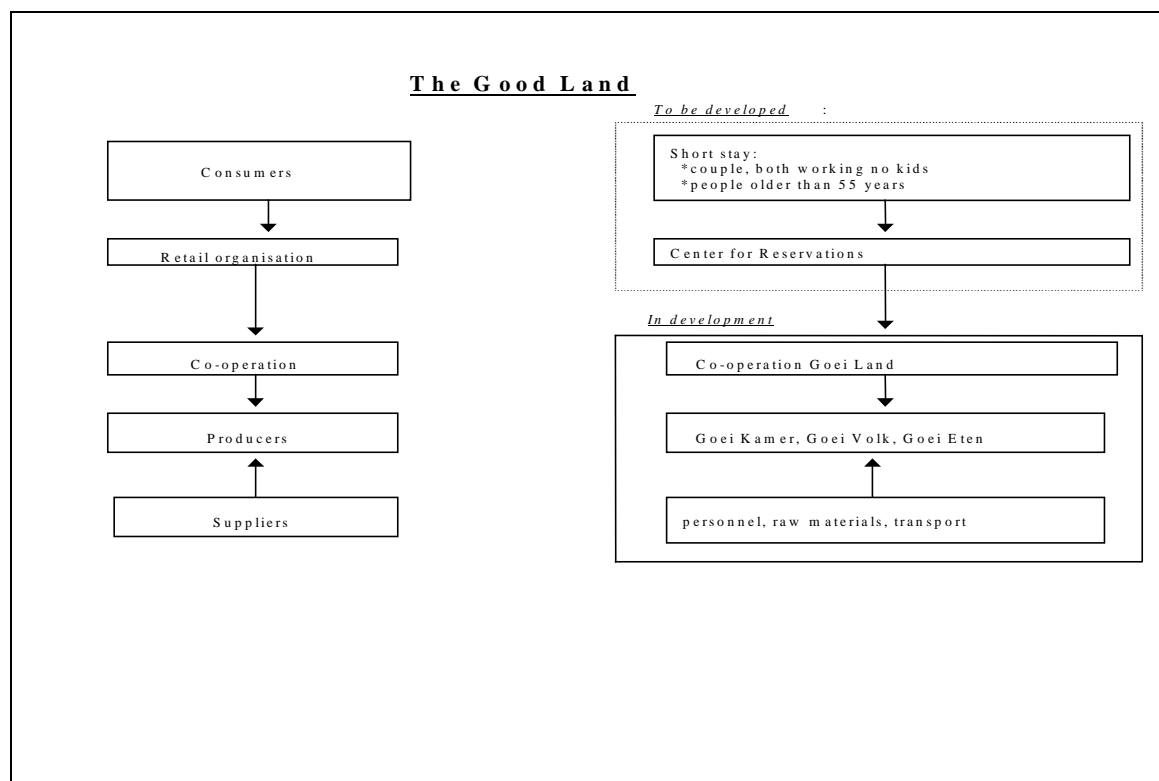 The Good Land
To be developed :
Consumers
Short stay:
*couple, both working no kids
*people older than 55 years
Retail organisation
Center for Reservations
In development
Co-operation
Co-operation Goei Land
Producers
Goei Kamer, Goei Volk, Goei Eten
Suppliers
personnel, raw materials, transport